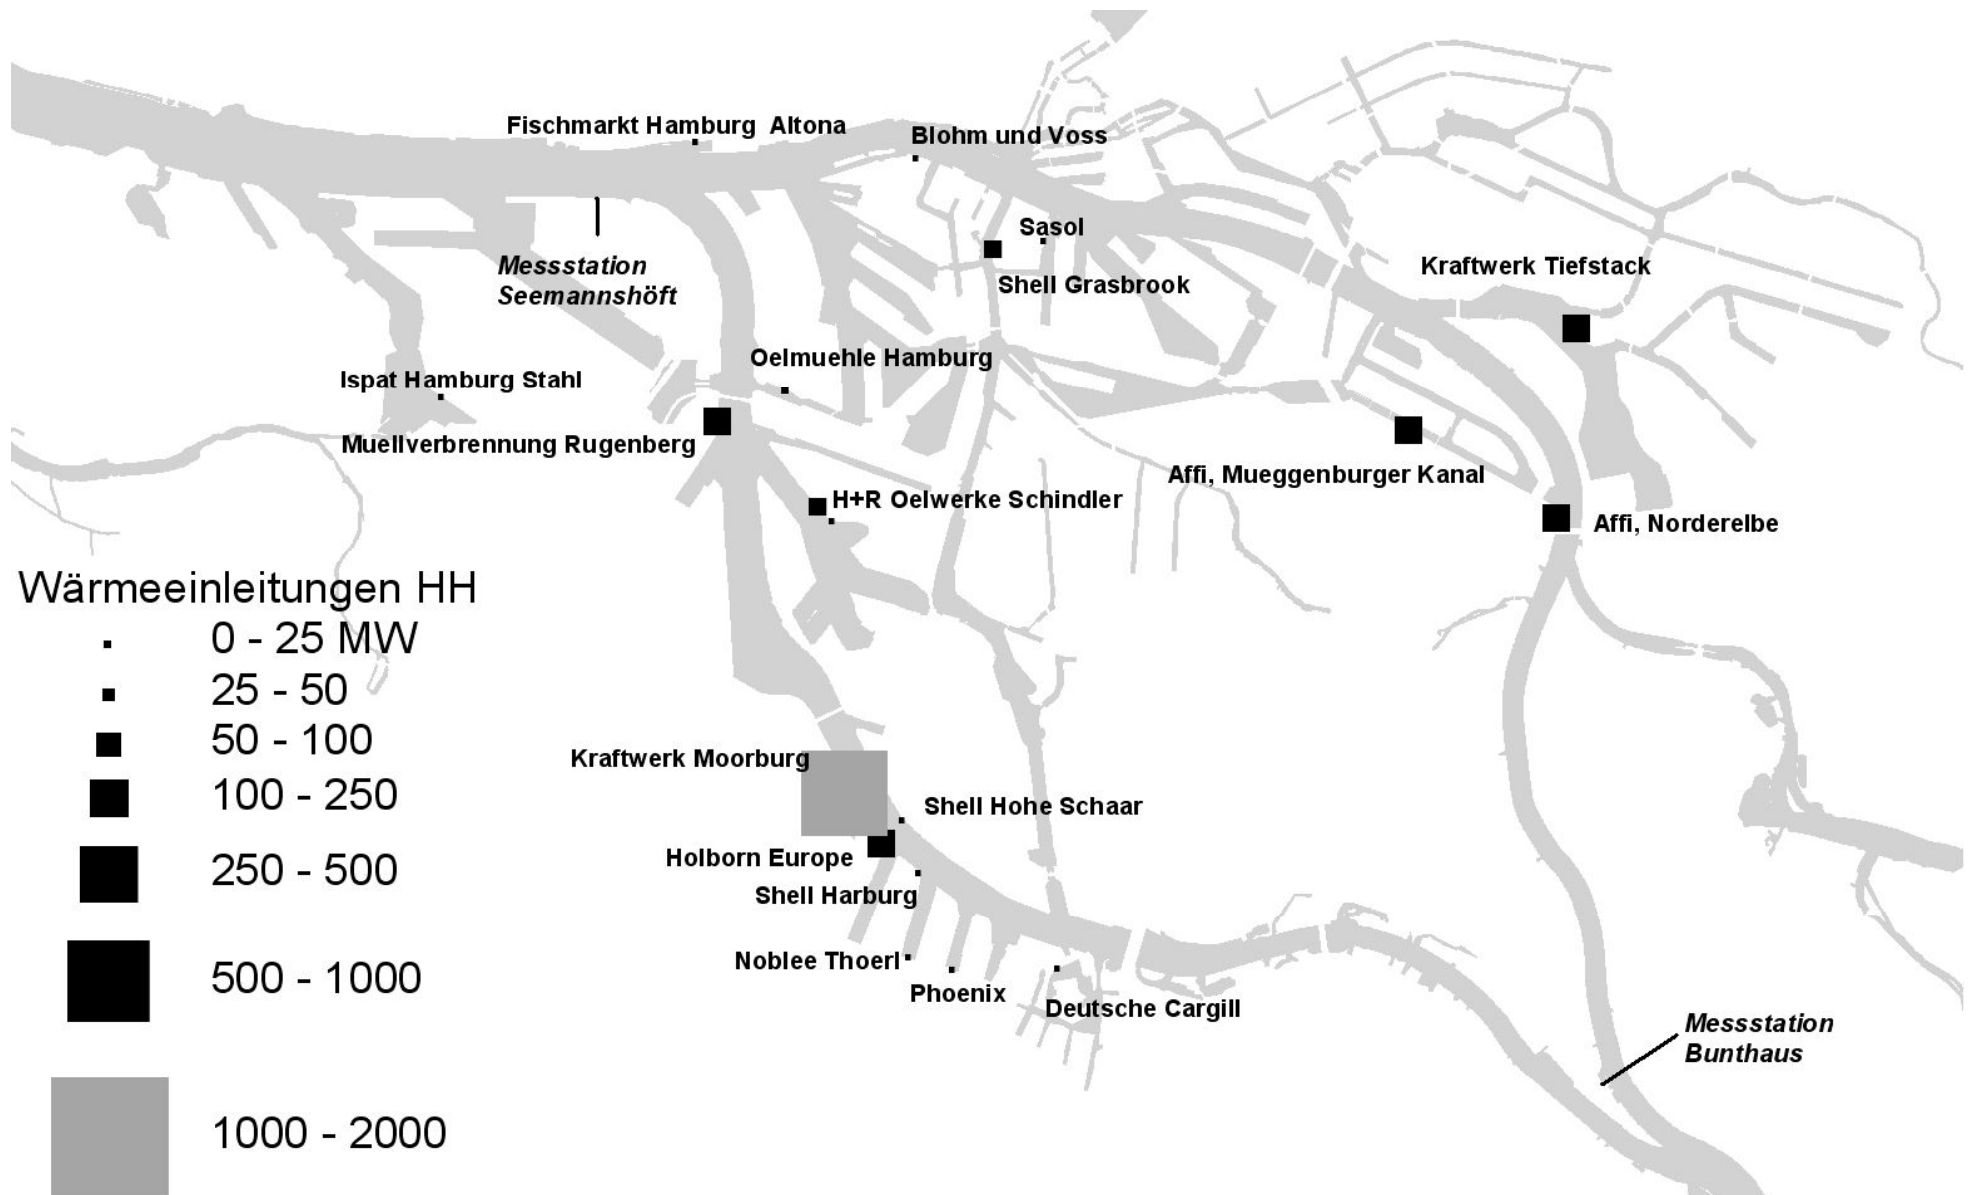 Fischmarkt Hamburg Altona
Blohm und Voss
Sasol
Shell Grasbrook
Kraftwerk Tiefstack
Messstation
Seemannshöft
Oelmuehle Hamburg
Ispat Hamburg Stahl
Muellverbrennung Rugenberg
Affi, Mueggenburger Kanal
H+R Oelwerke Schindler
Affi, Norderelbe
Wärmeeinleitungen HH
0 - 25 MW
25 - 50
50 - 100
100 - 250
250 - 500
500 - 1000
1000 - 2000
Kraftwerk Moorburg
Shell Hohe Schaar
Holborn Europe
Shell Harburg
Noblee Thoerl
Phoenix
Deutsche Cargill
Messstation
Bunthaus